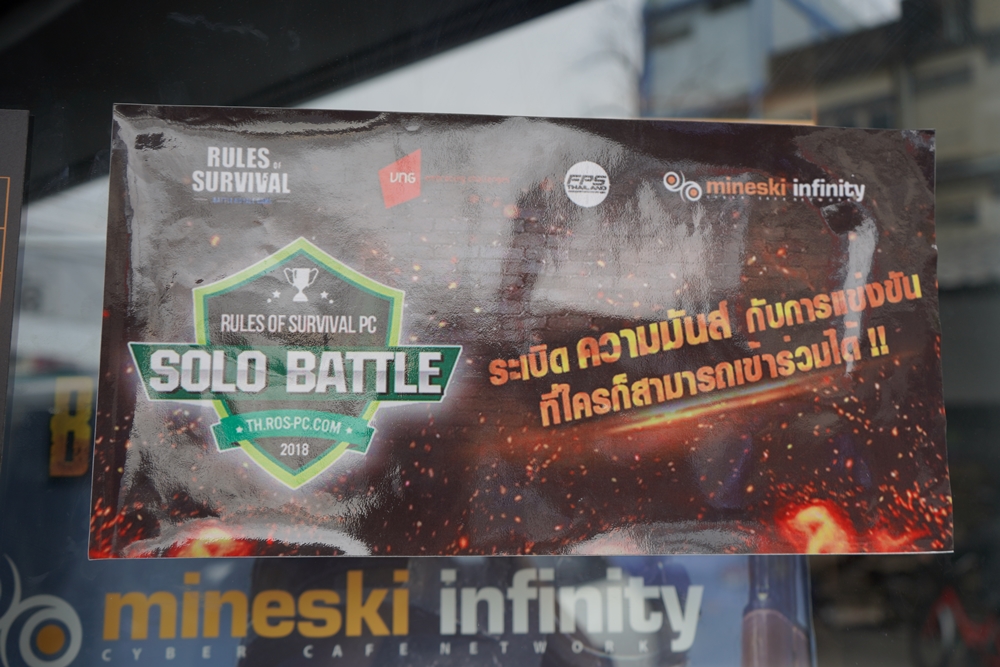 RULES OF
SURVIVAL
VNG
FPS
THAILAND
mineski infinity
CYBER CAFE NETWORK
RULES OF SURVIVAL PC
SOLO BATTLE
TH.ROS-PC.COM
2018
ระเบิด ความมันส์ กับการแข่งขัน
ที่ใครก็สามารถเข้าร่วมได้ !!
mineski infinity
CYBER CAFE NETWORK